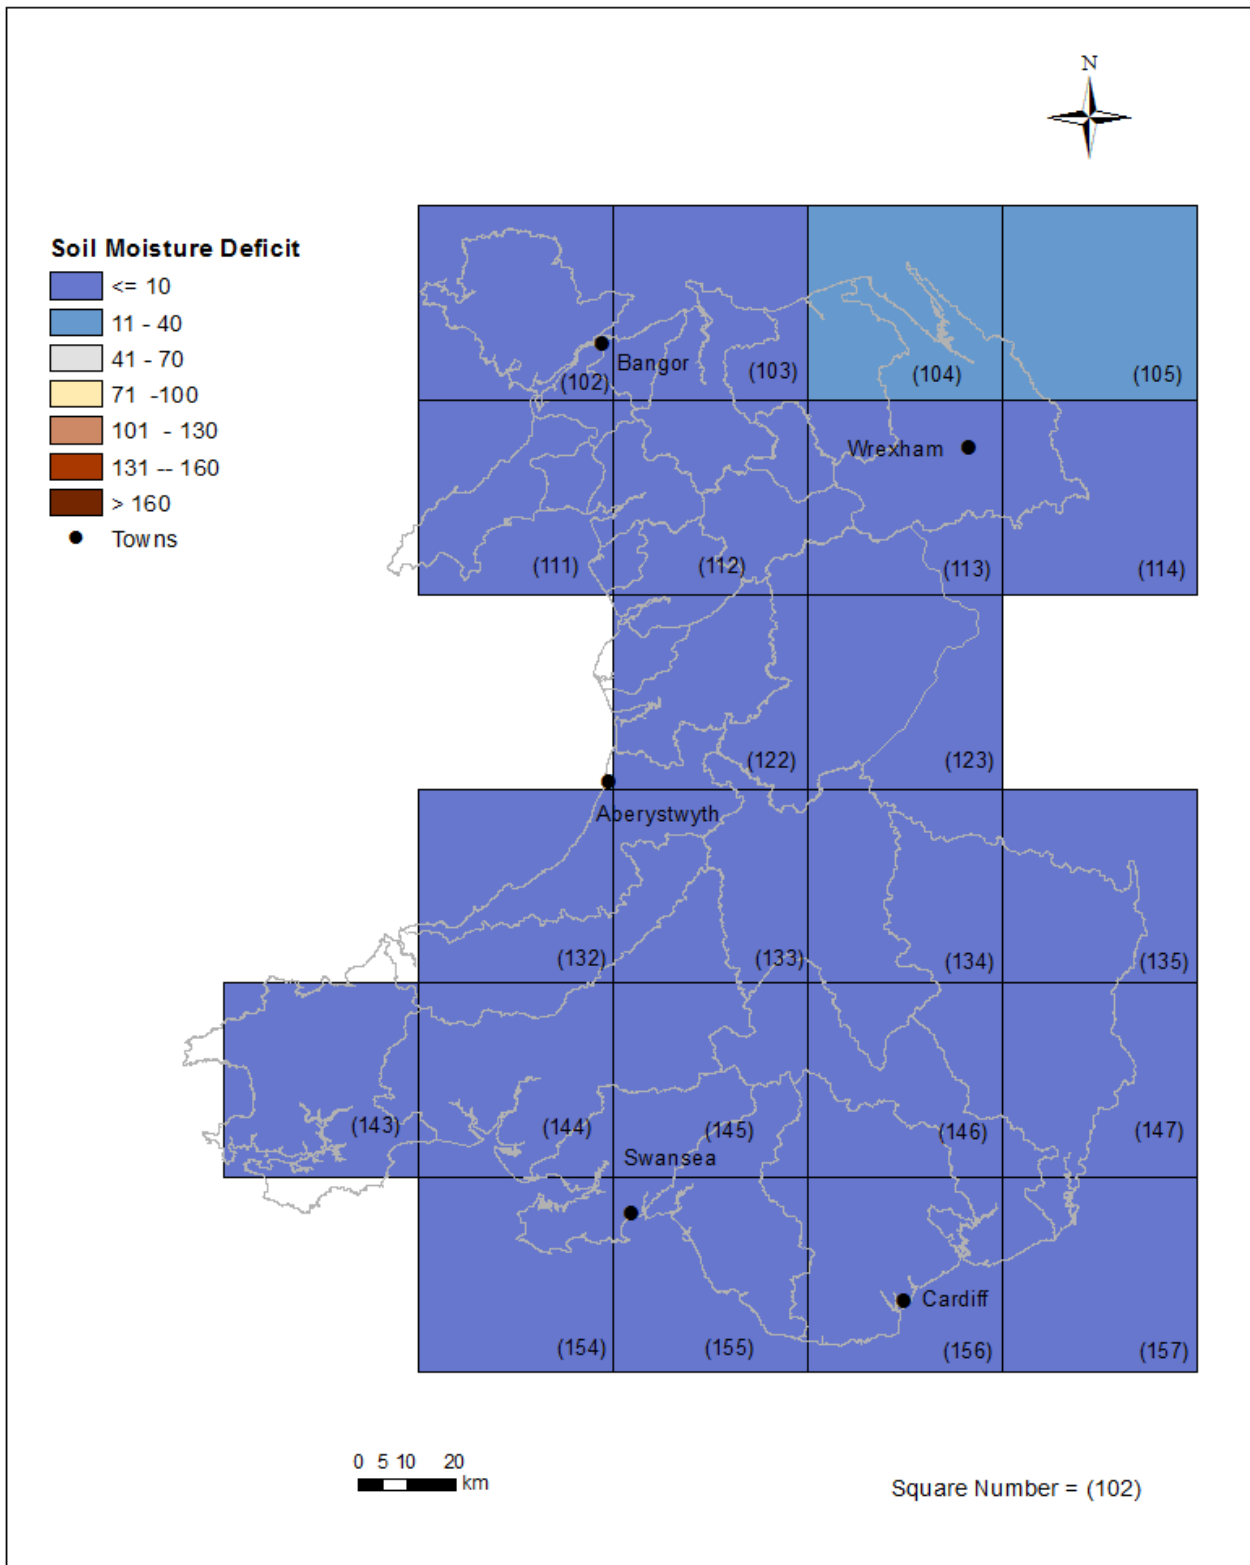 N
Soil Moisture Deficit
<= 10
11 - 40
41 - 70
71 -100
101 - 130
131 -- 160
> 160
Towns
Bangor
(102)
(103)
(104)
(105)
Wrexham
(111)
(112)
(113)
(114)
(122)
(123)
Aberystwyth
(132)
(133)
(134)
(135)
(143)
(144)
(145)
(146)
(147)
Swansea
Cardiff
(154)
(155)
(156)
(157)
0 5 10 20
km
Square Number = (102)